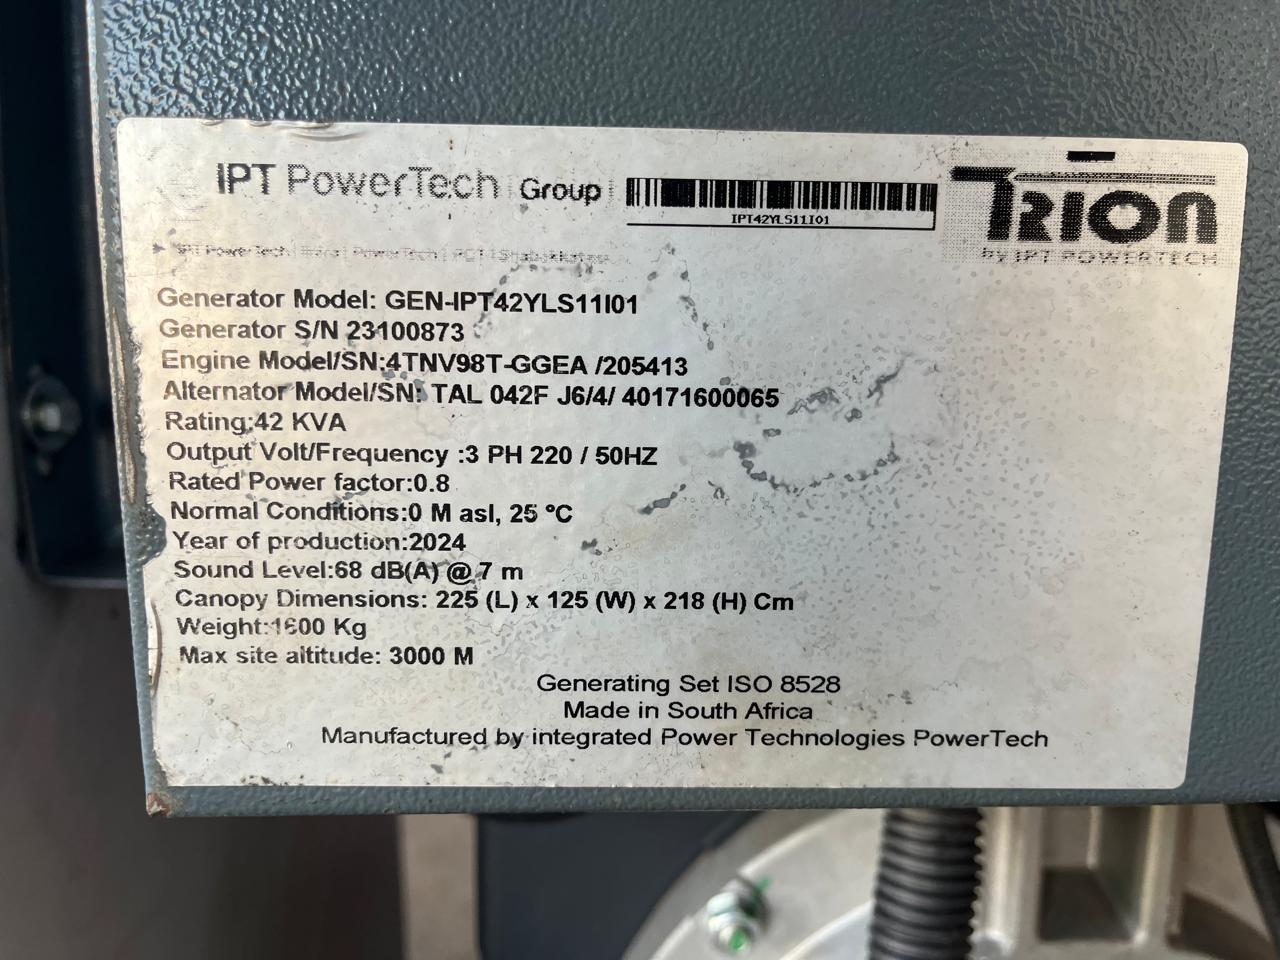 IPT PowerTech Group
IPT42YLS11I01
TRION
by IPT POWERTECH
IPT PowerTech | | PowerTech |
Generator Model: GEN-IPT42YLS11I01
Generator S/N 23100873
Engine Model/SN:4TNV98T-GGEA /205413
Alternator Model/SN: TAL 042F J6/4/ 40171600065
Rating:42 KVA
Output Volt/Frequency :3 PH 220 / 50HZ
Rated Power factor:0.8
Normal Conditions:0 M asl, 25 °C
Year of production:2024
Sound Level:68 dB(A) @ 7 m
Canopy Dimensions: 225 (L) x 125 (W) x 218 (H) Cm
Weight:1600 Kg
Max site altitude: 3000 M
Generating Set ISO 8528
Made in South Africa
Manufactured by integrated Power Technologies PowerTech